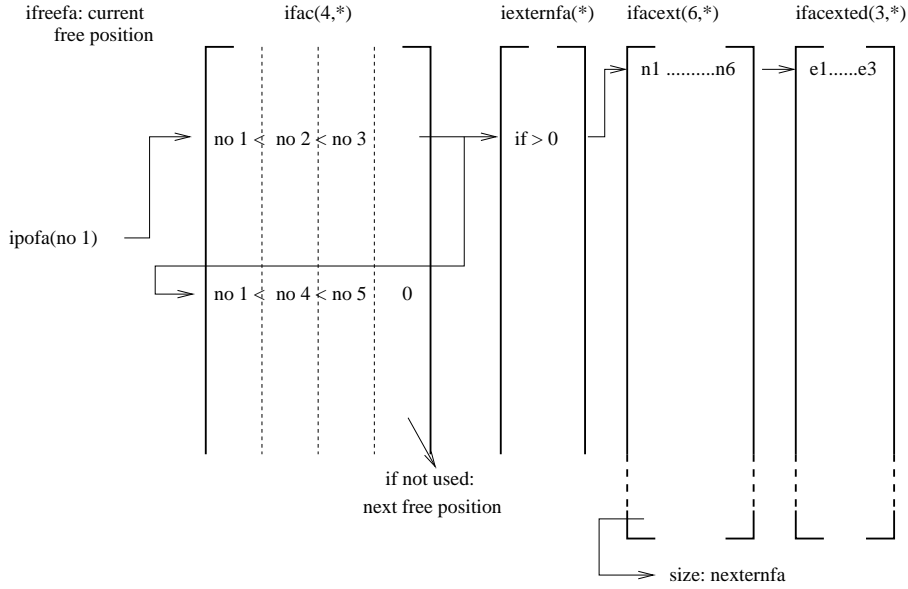 ifreefa: current
free position
ifac(4,*)
iexternfa(*)
ifacext(6,*)
ifacexted(3,*)
n1 ..........n6
e1......e3
no 1 < no 2 < no 3
if > 0
ipofa(no 1)
no 1 < no 4 < no 5 0
if not used:
next free position
size: nexternfa